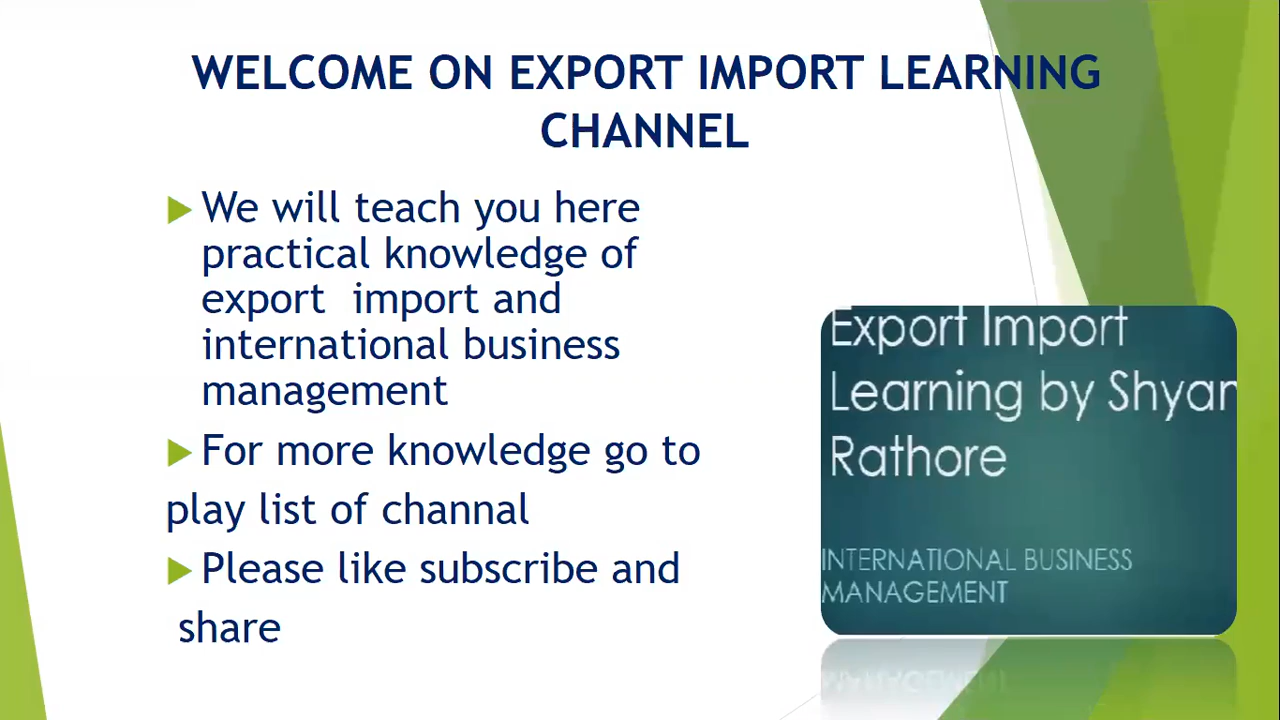 WELCOME ON EXPORT IMPORT LEARNING
CHANNEL
We will teach you here
practical knowledge of
export import and
international business
management
For more knowledge go to
play list of channal
Please like subscribe and
share
Export Import
Learning by Shyam
Rathore
INTERNATIONAL BUSINESS
MANAGEMENT